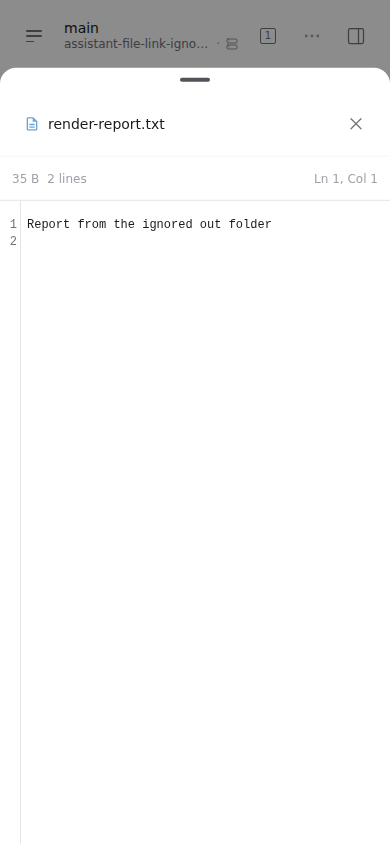 main
assistant-file-link-igno... ·
1
render-report.txt
35 B 2 lines
Ln 1, Col 1
1 Report from the ignored out folder
2